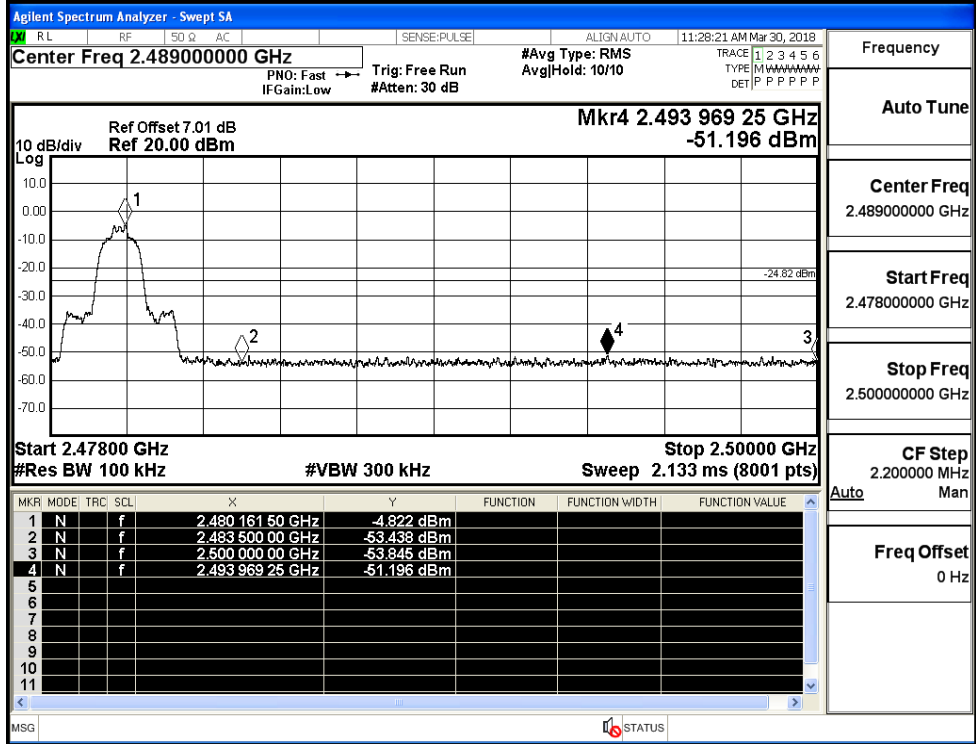 Agilent Spectrum Analyzer - Swept SA
LXI RL RF 50 Ω AC SENSE:PULSE ALIGN AUTO 11:28:21 AM Mar 30, 2018
Center Freq 2.489000000 GHz
PNO: Fast
IFGain:Low
Trig: Free Run
#Atten: 30 dB
#Avg Type: RMS
Avg|Hold: 10/10
TRACE 1 2 3 4 5 6
TYPE M WWWWW
DET P P P P P P
Mkr4 2.493 969 25 GHz
-51.196 dBm
Ref Offset 7.01 dB
10 dB/div Ref 20.00 dBm
Log
10.0
0.00
-10.0
-20.0
-30.0
-40.0
-50.0
-60.0
-70.0
1
2
4
3
-24.82 dBm
Start 2.47800 GHz Stop 2.50000 GHz
#Res BW 100 kHz #VBW 300 kHz Sweep 2.133 ms (8001 pts)
MKR MODE TRC SCL X Y FUNCTION FUNCTION WIDTH FUNCTION VALUE
1 N f 2.480 161 50 GHz -4.822 dBm
2 N f 2.483 500 00 GHz -53.438 dBm
3 N f 2.500 000 00 GHz -53.845 dBm
4 N f 2.493 969 25 GHz -51.196 dBm
5
6
7
8
9
10
11
MSG STATUS
Frequency
Auto Tune
Center Freq
2.489000000 GHz
Start Freq
2.478000000 GHz
Stop Freq
2.500000000 GHz
CF Step
2.200000 MHz
Auto Man
Freq Offset
0 Hz